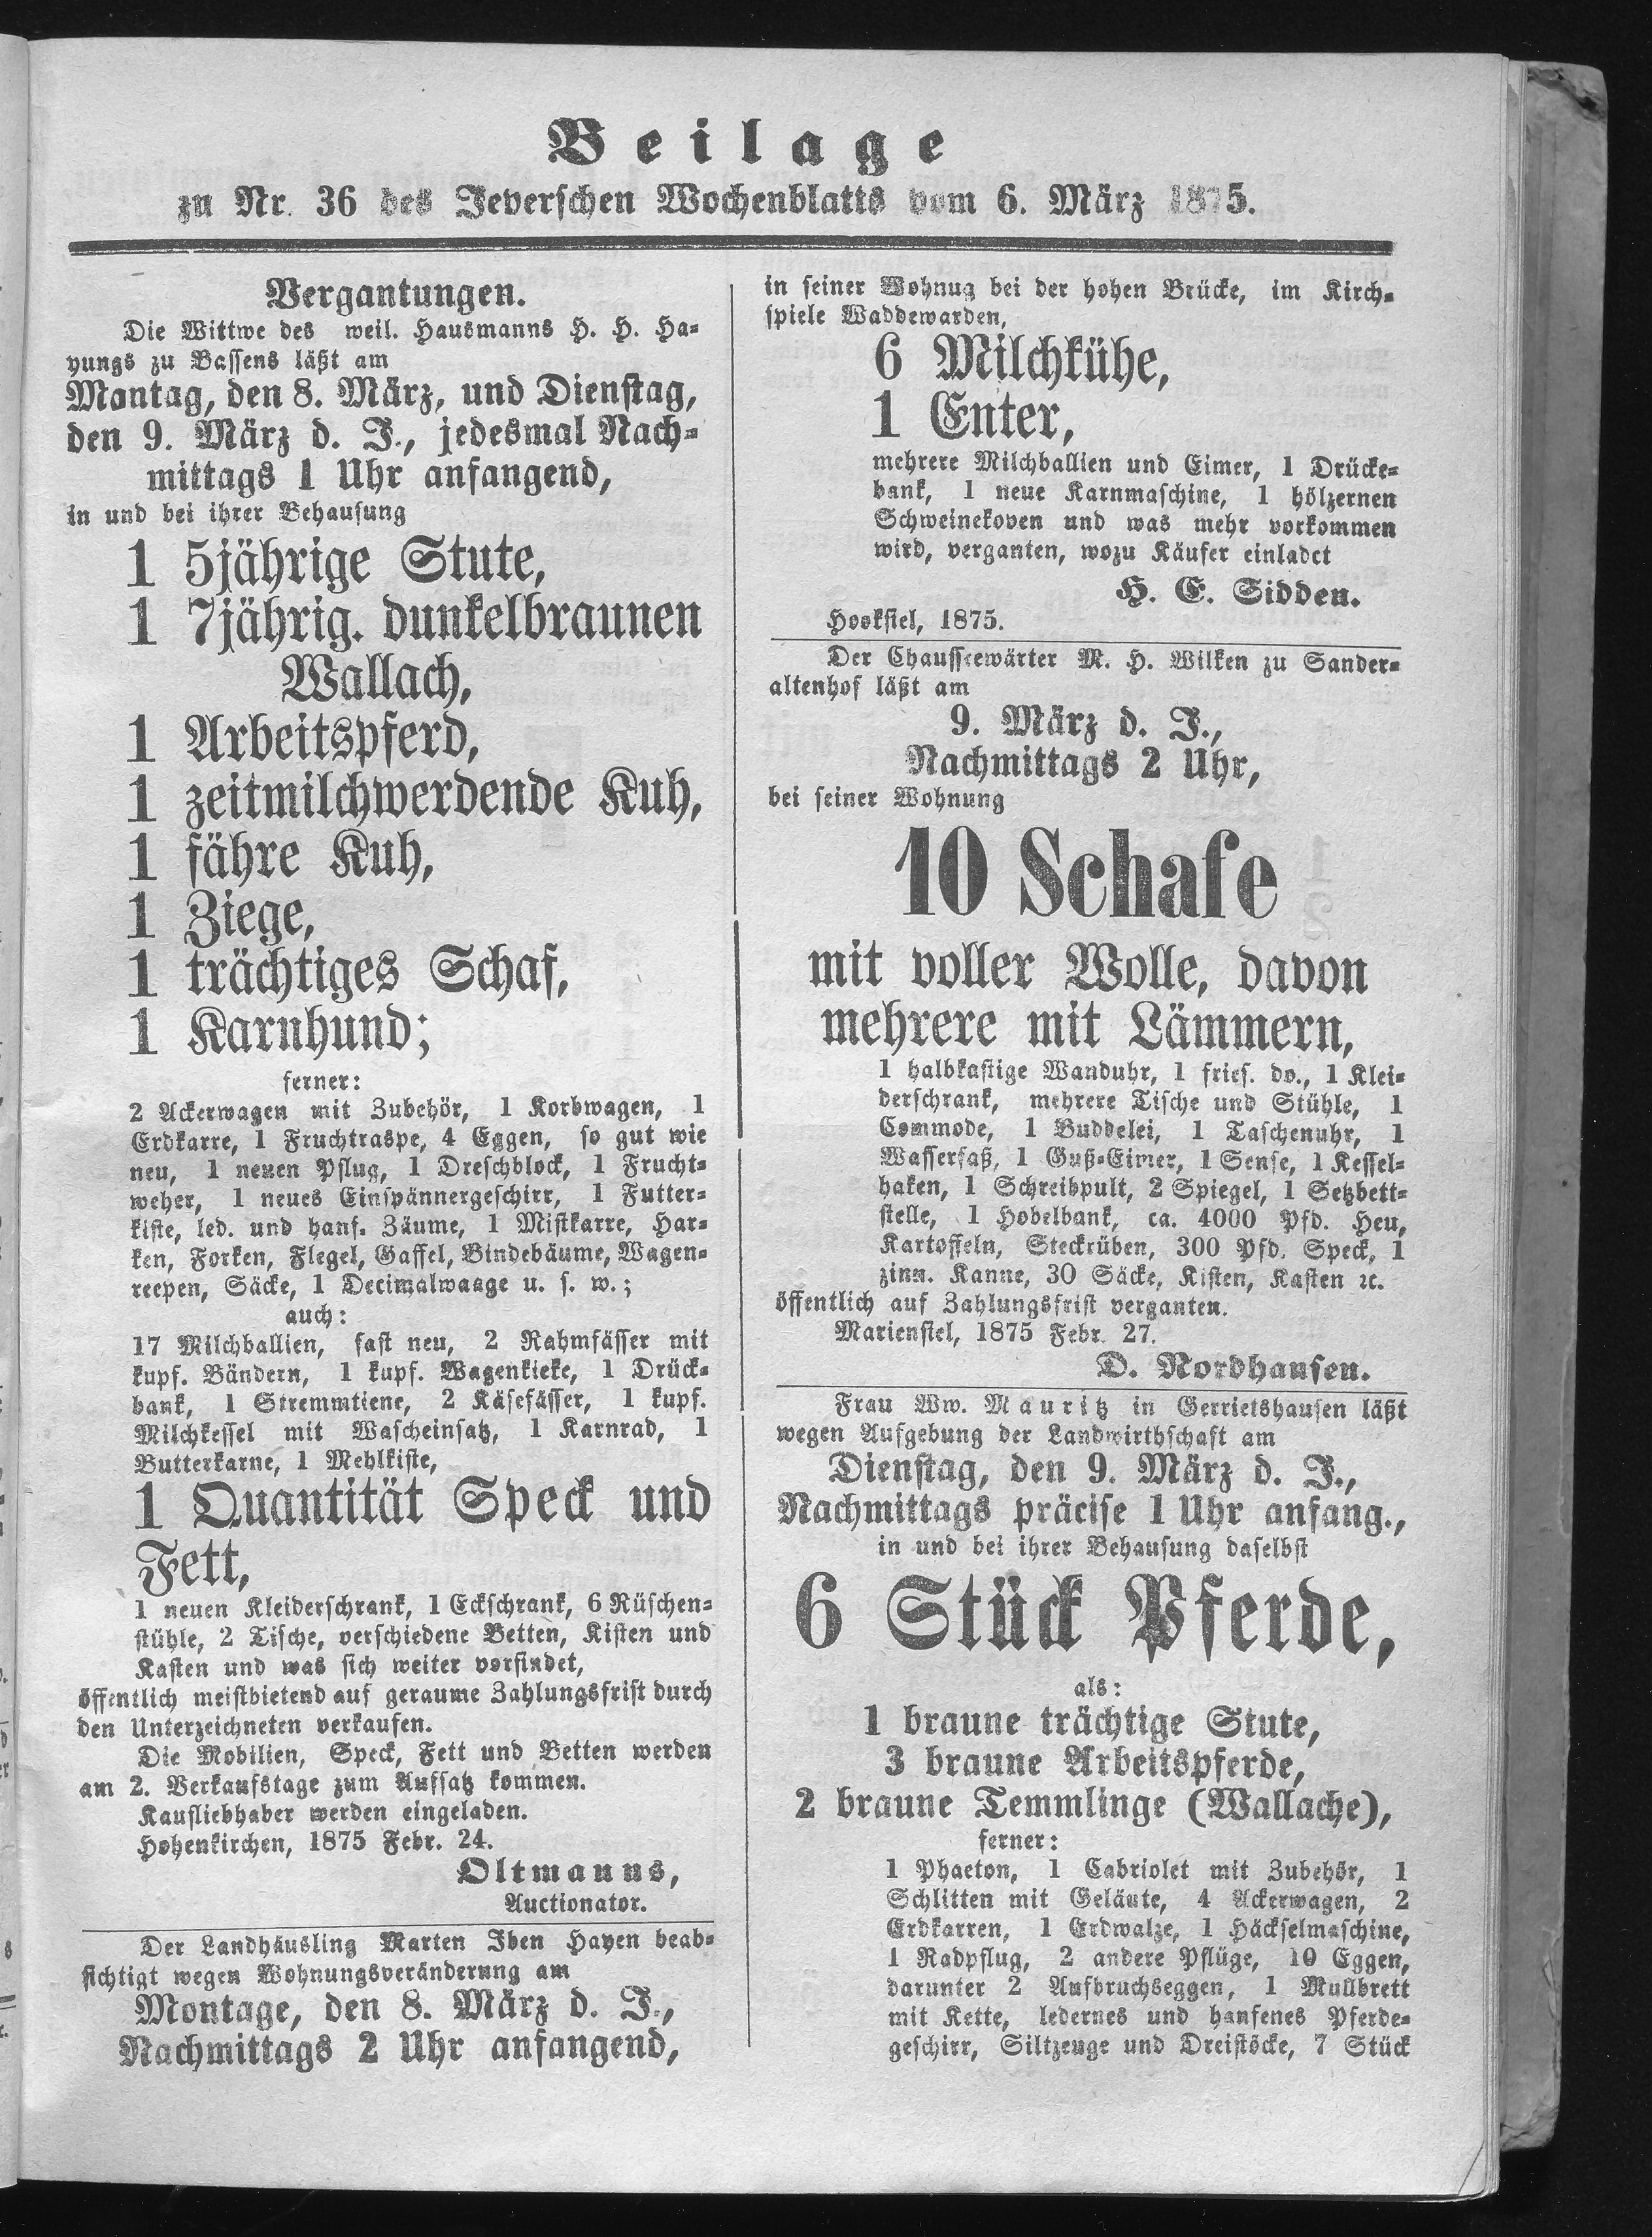 Beilage
zu Nr. 36 des Jeverschen Wochenblatts vom 6. März 1875.
Vergantungen.
Die Wittwe des weil. Hausmanns H. H. Ha-
yungs zu Bassens läßt am
Montag, den 8. März, und Dienstag,
den 9. März d. J., jedesmal Nach-
mittags 1 Uhr anfangend,
in und bei ihrer Behausung
1 5jährige Stute,
1 7jährig. dunkelbraunen
Wallach,
1 Arbeitspferd,
1 zeitmilchwerdende Kuh,
1 fähre Kuh,
1 Ziege,
1 trächtiges Schaf,
1 Karnhund;
ferner:
2 Ackerwagen mit Zubehör, 1 Korbwagen, 1
Erdkarre, 1 Fruchtraspe, 4 Eggen, so gut wie
neu, 1 neuen Pflug, 1 Dreschblock, 1 Frucht-
weher, 1 neues Einspännergeschirr, 1 Futter-
kiste, led. und hanf. Zäume, 1 Mistkarre, Har-
ken, Forken, Flegel, Gaffel, Bindebäume, Wagen-
reepen, Säcke, 1 Decimalwaage u. s. w.;
auch:
17 Milchballien, fast neu, 2 Rahmfässer mit
kupf. Bändern, 1 kupf. Wagenkieke, 1 Drück-
bank, 1 Stremmtiene, 2 Käsefässer, 1 kupf.
Milchkessel mit Wascheinsatz, 1 Karnrad, 1
Butterkarne, 1 Mehlkiste,
1 Quantität Speck und
Fett,
1 neuen Kleiderschrank, 1 Eckschrank, 6 Rüschen-
stühle, 2 Tische, verschiedene Betten, Kisten und
Kasten und was sich weiter vorfindet,
öffentlich meistbietend auf geraume Zahlungsfrist durch
den Unterzeichneten verkaufen.
Die Mobilien, Speck, Fett und Betten werden
am 2. Verkaufstage zum Aufsatz kommen.
Kaufliebhaber werden eingeladen.
Hohenkirchen, 1875 Febr. 24.
Oltmanns,
Auctionator.
Der Landhäusling Marten Iben Hayen beab-
sichtigt wegen Wohnungsveränderung am
Montage, den 8. März d. J.,
Nachmittags 2 Uhr anfangend,
in seiner Wohnug bei der hohen Brücke, im Kirch-
spiele Waddewarden,
6 Milchkühe,
1 Enter,
mehrere Milchballien und Eimer, 1 Drücke-
bank, 1 neue Karnmaschine, 1 hölzernen
Schweinekoven und was mehr vorkommen
wird, verganten, wozu Käufer einladet
H. E. Sidden.
Hooksiel, 1875.
Der Chausseewärter M. H. Wilken zu Sander-
altenhof läßt am
9. März d. J.,
Nachmittags 2 Uhr,
bei seiner Wohnung
10 Schafe
mit voller Wolle, davon
mehrere mit Lämmern,
1 halbkastige Wanduhr, 1 fries. do., 1 Klei-
derschrank, mehrere Tische und Stühle, 1
Commode, 1 Buddelei, 1 Taschenuhr, 1
Wasserfaß, 1 Guß-Eimer, 1 Sense, 1 Kessel-
haken, 1 Schreibpult, 2 Spiegel, 1 Setzbett-
stelle, 1 Hobelbank, ca. 4000 Pfd. Heu,
Kartoffeln, Steckrüben, 300 Pfd. Speck, 1
zinn. Kanne, 30 Säcke, Kisten, Kasten ꝛc.
öffentlich auf Zahlungsfrist verganten.
Mariensiel, 1875 Febr. 27.
D. Nordhausen.
Frau Ww. Mauritz in Gerrietshausen läßt
wegen Aufgebung der Landwirthschaft am
Dienstag, den 9. März d. J.,
Nachmittags präcise 1 Uhr anfang.,
in und bei ihrer Behausung daselbst
6 Stück Pferde,
als:
1 braune trächtige Stute,
3 braune Arbeitspferde,
2 braune Temmlinge (Wallache),
ferner:
1 Phaeton, 1 Cabriolet mit Zubehör, 1
Schlitten mit Geläute, 4 Ackerwagen, 2
Erdkarren, 1 Erdwalze, 1 Häckselmaschine,
1 Radpflug, 2 andere Pflüge, 10 Eggen,
darunter 2 Aufbruchseggen, 1 Mullbrett
mit Kette, ledernes und hanfenes Pferde-
geschirr, Siltzeuge und Dreistöcke, 7 Stück